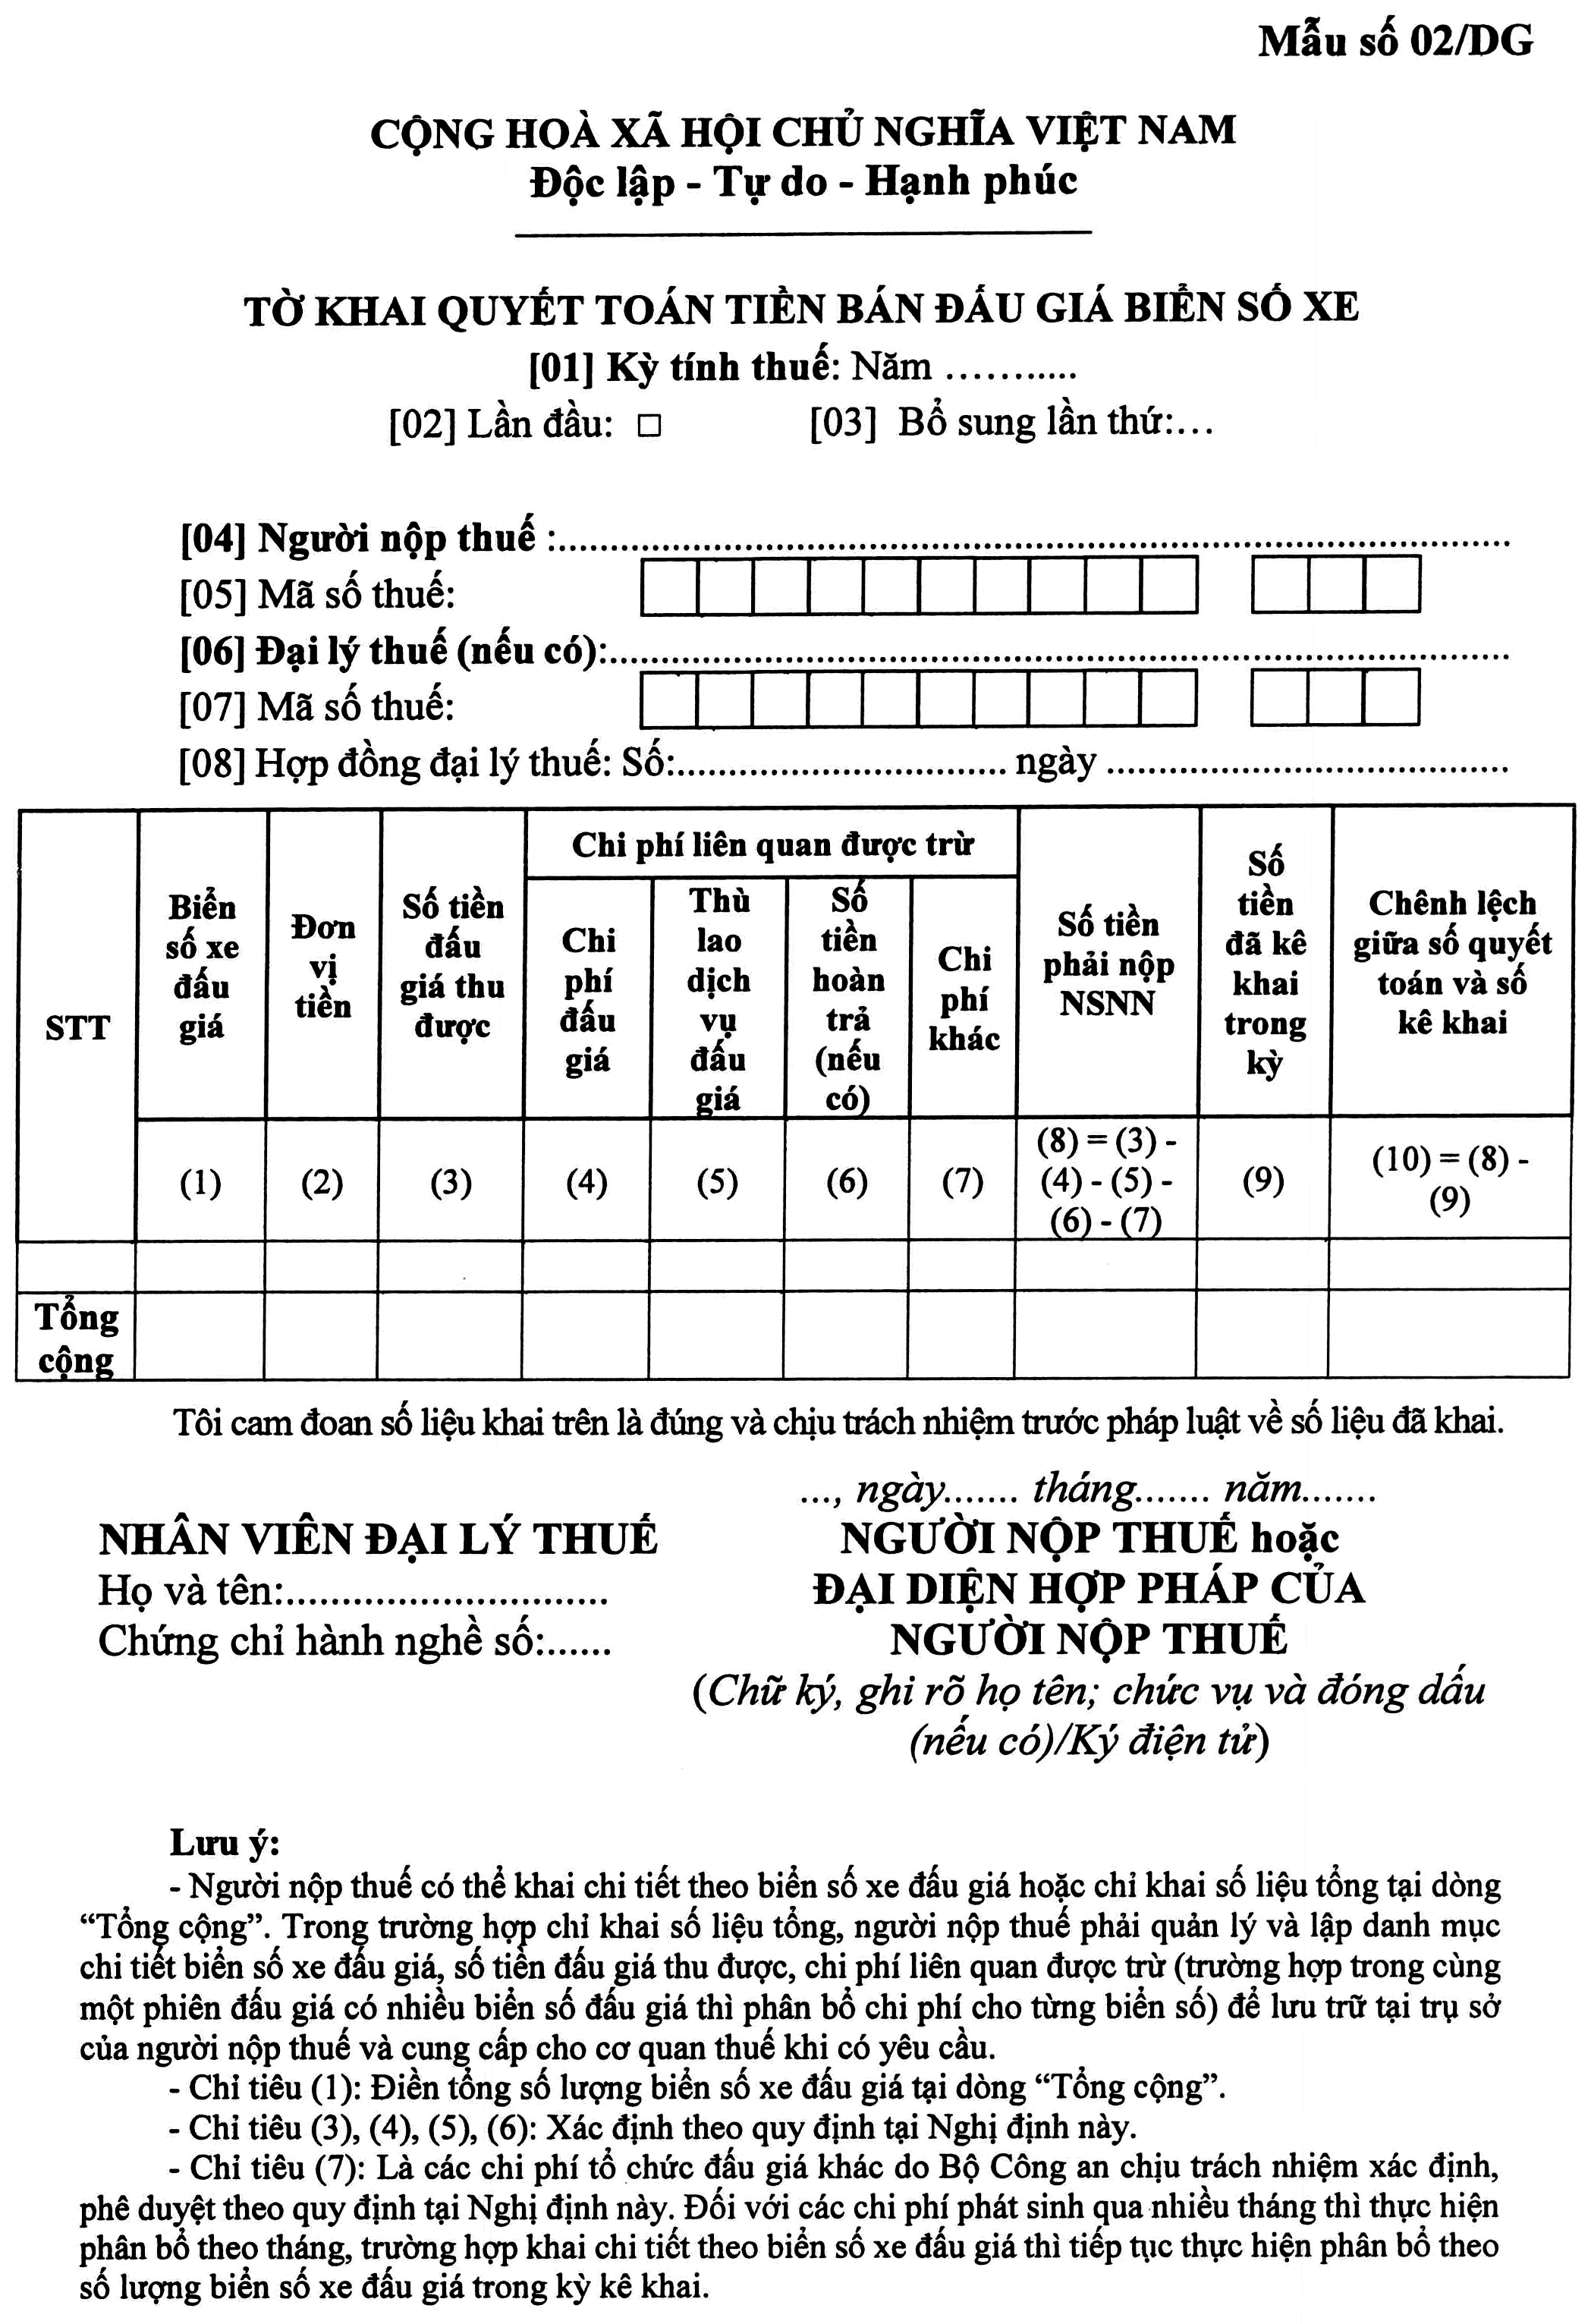 Mẫu số 02/DG
CỘNG HOÀ XÃ HỘI CHỦ NGHĨA VIỆT NAM
Độc lập - Tự do - Hạnh phúc
TỜ KHAI QUYẾT TOÁN TIỀN BÁN ĐẤU GIÁ BIỂN SỐ XE
[01] Kỳ tính thuế: Năm ..........
[02] Lần đầu: □ [03] Bổ sung lần thứ:...
[04] Người nộp thuế :..............................................................................
[05] Mã số thuế:
[06] Đại lý thuế (nếu có):..............................................................................
[07] Mã số thuế:
[08] Hợp đồng đại lý thuế: Số:............................... ngày ......................................
STT
Biển
số xe
đấu
giá
Đơn
vị
tiền
Số tiền
đấu
giá thu
được
Chi phí liên quan được trừ
Chi
phí
đấu
giá
Thù
lao
dịch
vụ
đấu
giá
Số
tiền
hoàn
trả
(nếu
có)
Chi
phí
khác
Số tiền
phải nộp
NSNN
Số
tiền
đã kê
khai
trong
kỳ
Chênh lệch
giữa số quyết
toán và số
kê khai
(1)
(2)
(3)
(4)
(5)
(6)
(7)
(8) = (3) -
(4) - (5) -
(6) - (7)
(9)
(10) = (8) -
(9)
Tổng
cộng
Tôi cam đoan số liệu khai trên là đúng và chịu trách nhiệm trước pháp luật về số liệu đã khai.
..., ngày....... tháng....... năm.......
NHÂN VIÊN ĐẠI LÝ THUẾ
Họ và tên:.............................
Chứng chỉ hành nghề số:......
NGƯỜI NỘP THUẾ hoặc
ĐẠI DIỆN HỢP PHÁP CỦA
NGƯỜI NỘP THUẾ
(Chữ ký, ghi rõ họ tên; chức vụ và đóng dấu
(nếu có)/Ký điện tử)
Lưu ý:
- Người nộp thuế có thể khai chi tiết theo biển số xe đấu giá hoặc chỉ khai số liệu tổng tại dòng
“Tổng cộng”. Trong trường hợp chỉ khai số liệu tổng, người nộp thuế phải quản lý và lập danh mục
chi tiết biển số xe đấu giá, số tiền đấu giá thu được, chi phí liên quan được trừ (trường hợp trong cùng
một phiên đấu giá có nhiều biển số đấu giá thì phân bổ chi phí cho từng biển số) để lưu trữ tại trụ sở
của người nộp thuế và cung cấp cho cơ quan thuế khi có yêu cầu.
- Chỉ tiêu (1): Điền tổng số lượng biển số xe đấu giá tại dòng “Tổng cộng”.
- Chỉ tiêu (3), (4), (5), (6): Xác định theo quy định tại Nghị định này.
- Chỉ tiêu (7): Là các chi phí tổ chức đấu giá khác do Bộ Công an chịu trách nhiệm xác định,
phê duyệt theo quy định tại Nghị định này. Đối với các chi phí phát sinh qua nhiều tháng thì thực hiện
phân bổ theo tháng, trường hợp khai chi tiết theo biển số xe đấu giá thì tiếp tục thực hiện phân bổ theo
số lượng biển số xe đấu giá trong kỳ kê khai.